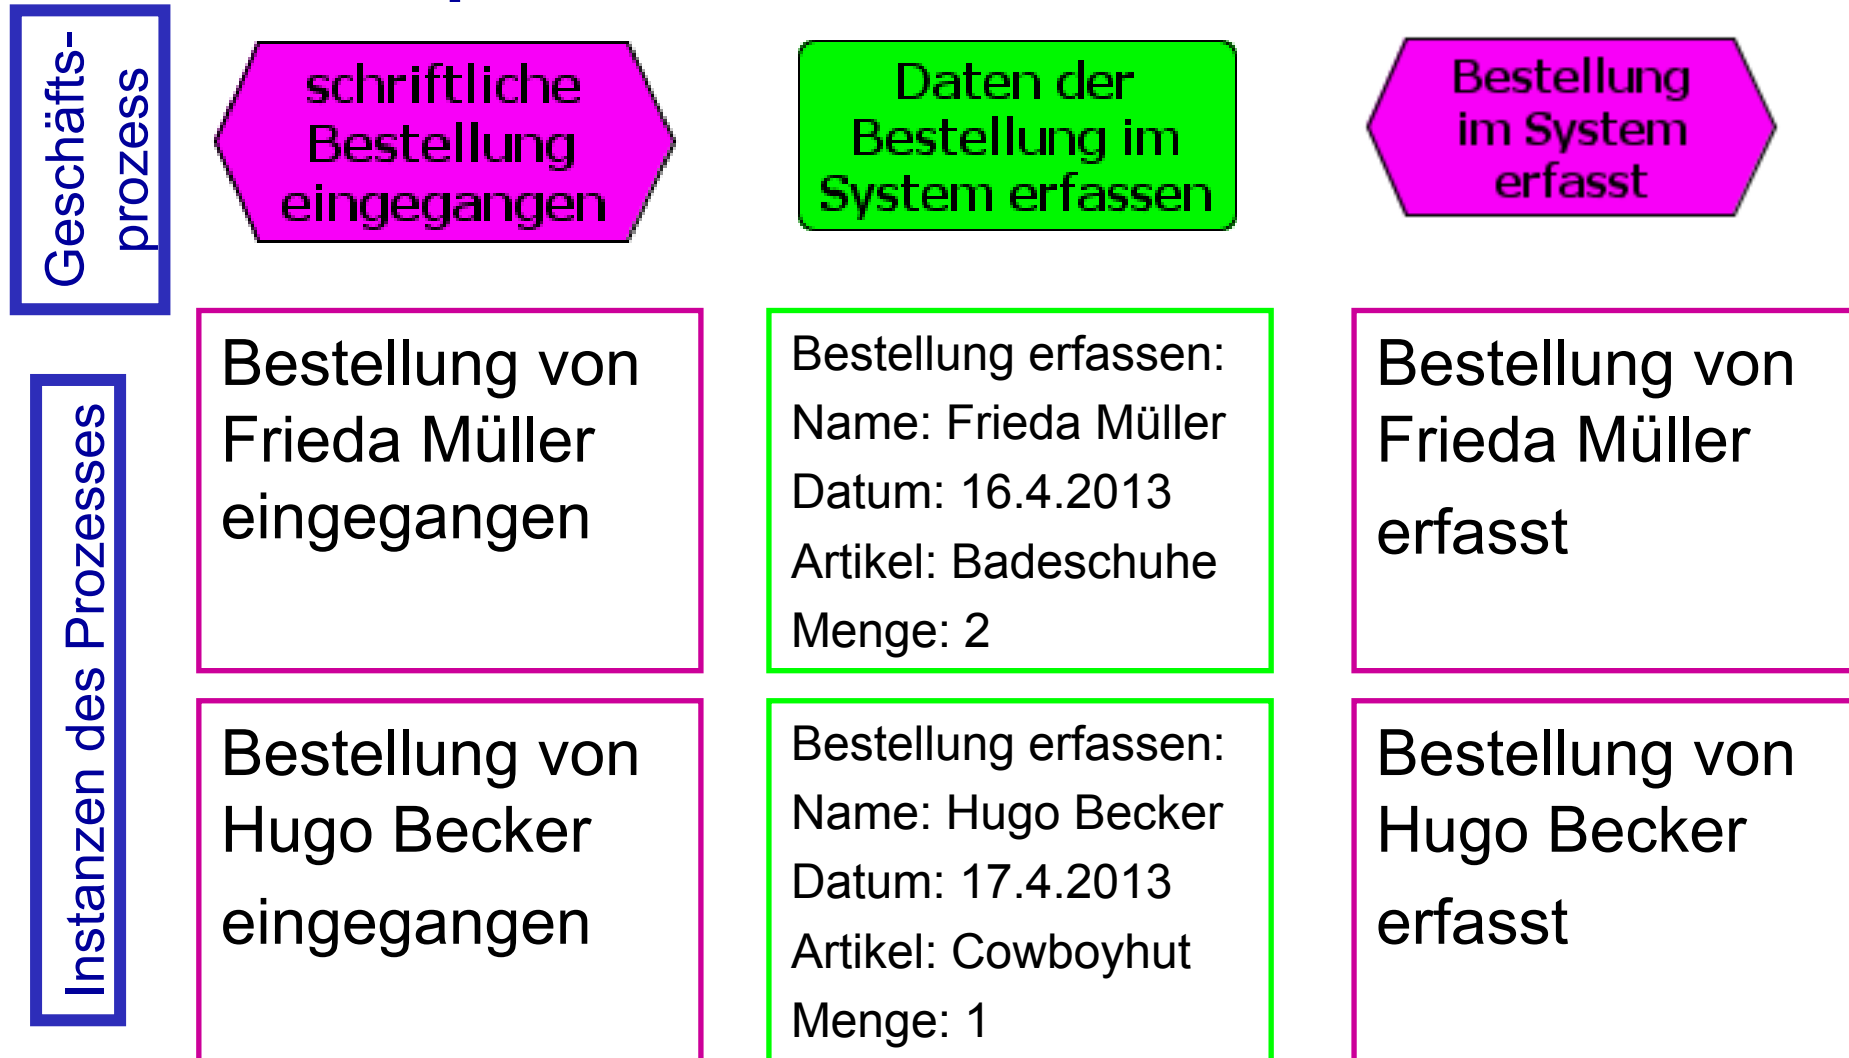 Geschäfts-
prozess
schriftliche
Bestellung
eingegangen
Daten der
Bestellung im
System erfassen
Bestellung
im System
erfasst
Instanzen des Prozesses
Bestellung von
Frieda Müller
eingegangen
Bestellung erfassen:
Name: Frieda Müller
Datum: 16.4.2013
Artikel: Badeschuhe
Menge: 2
Bestellung von
Frieda Müller
erfasst
Bestellung von
Hugo Becker
eingegangen
Bestellung erfassen:
Name: Hugo Becker
Datum: 17.4.2013
Artikel: Cowboyhut
Menge: 1
Bestellung von
Hugo Becker
erfasst